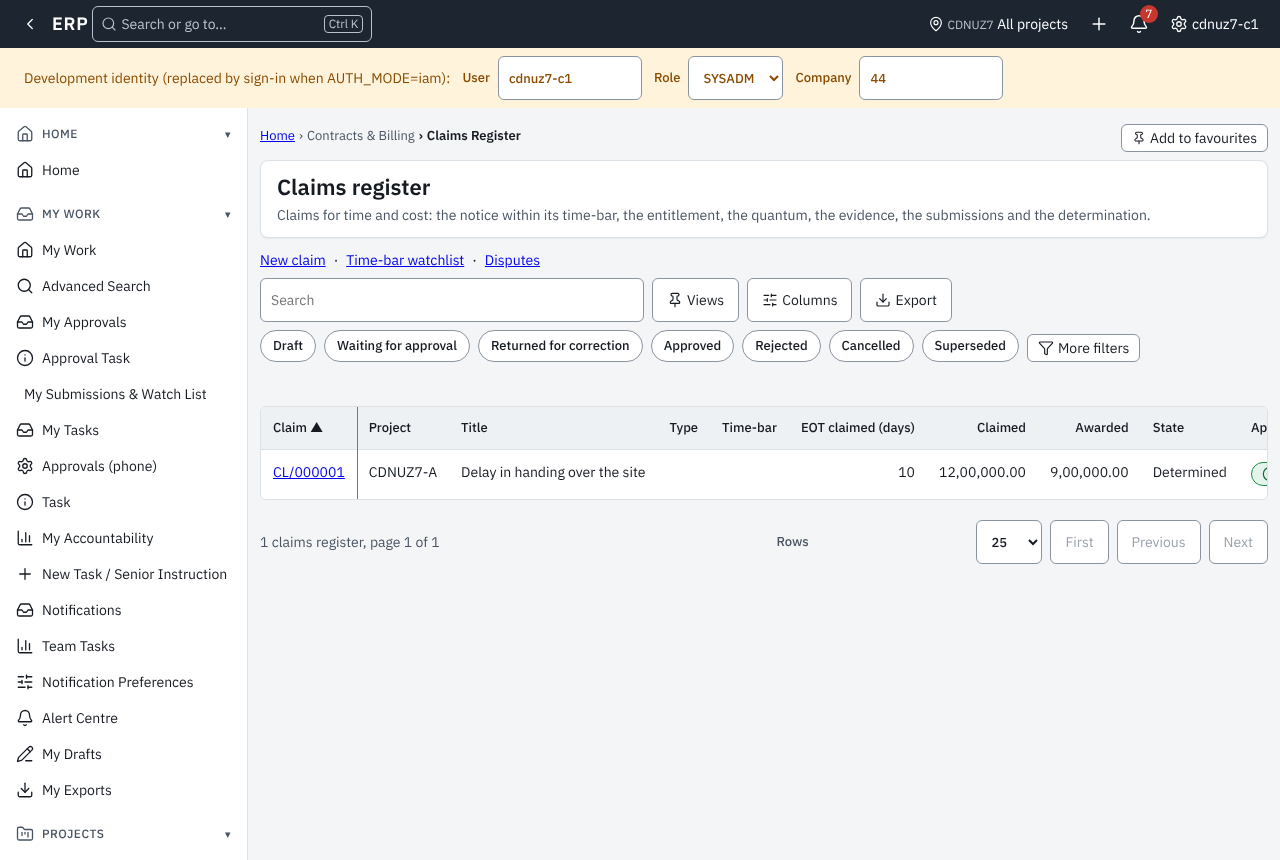 ERP Search or go to... Ctrl K CDNUZ7 All projects 7 cdnuz7-c1
Development identity (replaced by sign-in when AUTH_MODE=iam): User cdnuz7-c1 Role SYSADM Company 44
HOME
Home
MY WORK
My Work
Advanced Search
My Approvals
Approval Task
My Submissions & Watch List
My Tasks
Approvals (phone)
Task
My Accountability
New Task / Senior Instruction
Notifications
Team Tasks
Notification Preferences
Alert Centre
My Drafts
My Exports
PROJECTS
Home › Contracts & Billing › Claims Register
Add to favourites
Claims register
Claims for time and cost: the notice within its time-bar, the entitlement, the quantum, the evidence, the submissions and the determination.
New claim · Time-bar watchlist · Disputes
Search Views Columns Export
Draft Waiting for approval Returned for correction Approved Rejected Cancelled Superseded More filters
Claim ▲ Project Title Type Time-bar EOT claimed (days) Claimed Awarded State Ap
CL/000001 CDNUZ7-A Delay in handing over the site 10 12,00,000.00 9,00,000.00 Determined
1 claims register, page 1 of 1 Rows 25 First Previous Next